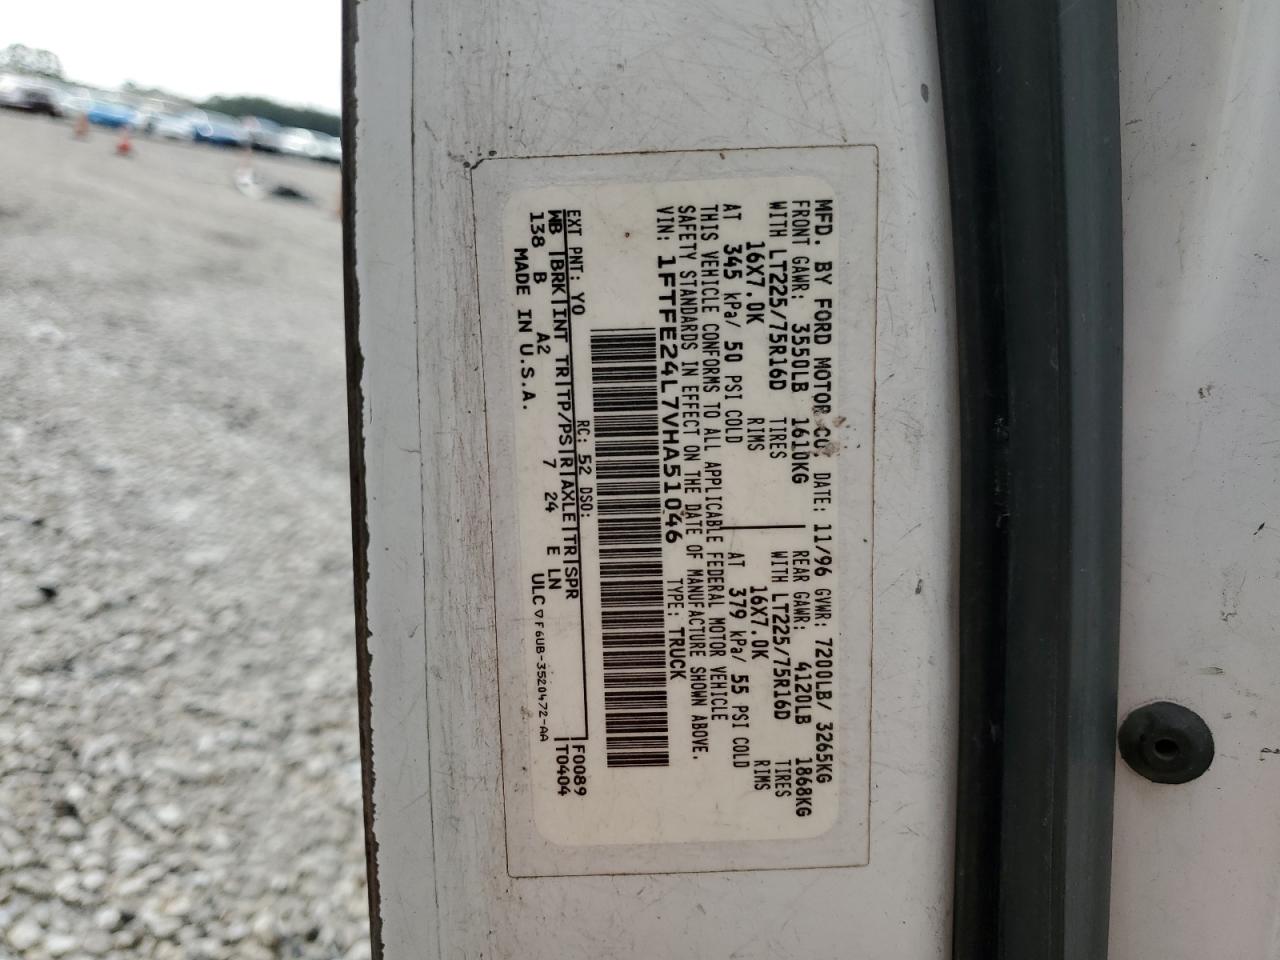 MFD. BY FORD MOTOR CO. DATE: 11/96 GVWR: 7200LB/ 3265KG
FRONT GAWR: 3550LB 1610KG REAR GAWR: 4120LB 1868KG
WITH LT225/75R16D TIRES WITH LT225/75R16D TIRES
16X7.0K RIMS 16X7.0K RIMS
AT 345 kPa/ 50 PSI COLD AT 379 kPa/ 55 PSI COLD
THIS VEHICLE CONFORMS TO ALL APPLICABLE FEDERAL MOTOR VEHICLE
SAFETY STANDARDS IN EFFECT ON THE DATE OF MANUFACTURE SHOWN ABOVE.
VIN: 1FTFE24L7VHA51046 TYPE: TRUCK
EXT PNT: YO RC: 52 DSO: F0089
WB BRK INT TR TP/PS R AXLE TR SPR T0404
138 B A2 7 24 E LN
MADE IN U.S.A. ULC ▽ F6UB-3520472-AA